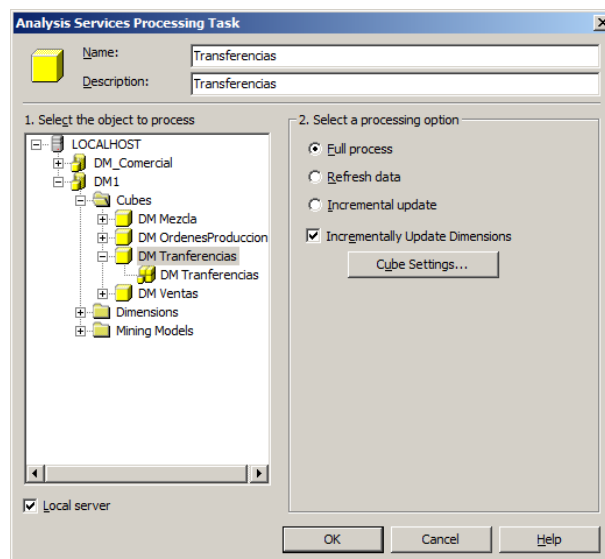 Analysis Services Processing Task
Name: Transferencias
Description: Transferencias
1. Select the object to process
LOCALHOST
DM_Comercial
DM1
Cubes
DM Mezcla
DM OrdenesProduccion
DM Tranferencias
DM Tranferencias
DM Ventas
Dimensions
Mining Models
Local server
2. Select a processing option
Full process
Refresh data
Incremental update
Incrementally Update Dimensions
Cube Settings...
OK Cancel Help